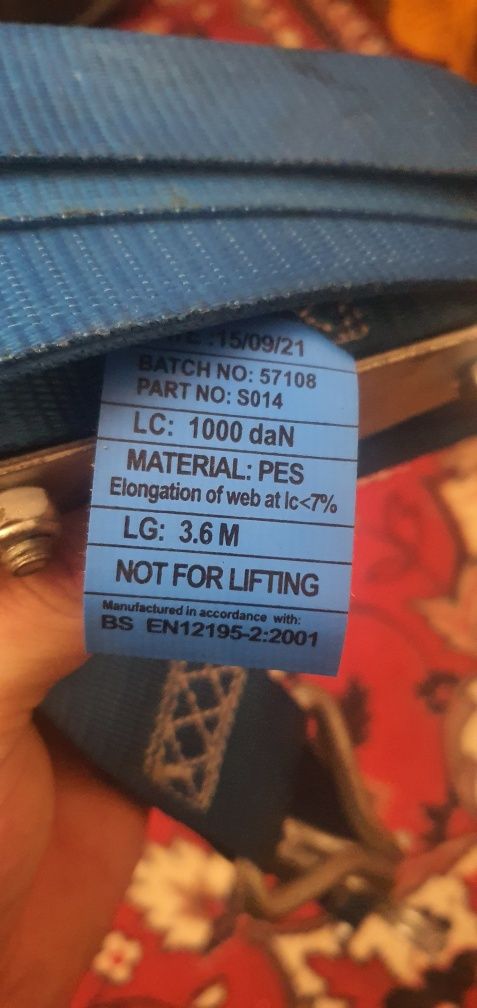 15/09/21
BATCH NO: 57108
PART NO: S014
LC: 1000 daN
MATERIAL: PES
Elongation of web at lc<7%
LG: 3.6 M
NOT FOR LIFTING
Manufactured in accordance with:
BS EN12195-2:2001